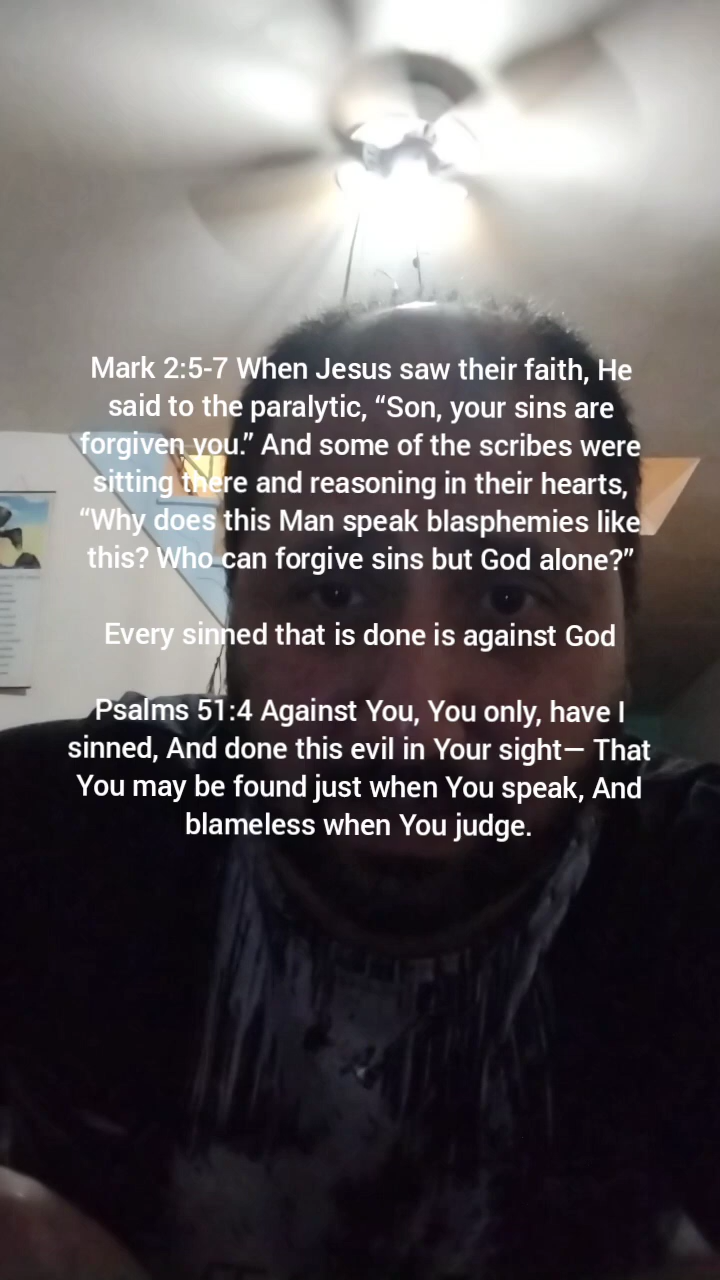 Mark 2:5-7 When Jesus saw their faith, He
said to the paralytic, “Son, your sins are
forgiven you.” And some of the scribes were
sitting there and reasoning in their hearts,
“Why does this Man speak blasphemies like
this? Who can forgive sins but God alone?”
Every sinned that is done is against God
Psalms 51:4 Against You, You only, have I
sinned, And done this evil in Your sight— That
You may be found just when You speak, And
blameless when You judge.